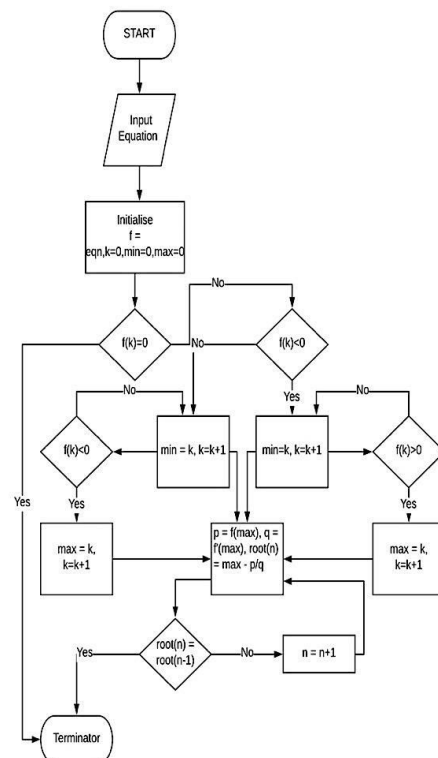 START
Input
Equation
Initialise
f =
eqn,k=0,min=0,max=0
No
f(k)=0
No
f(k)<0
Yes
No
No
f(k)<0
min = k, k=k+1
min=k, k=k+1
f(k)>0
Yes
Yes
Yes
max = k,
k=k+1
p = f(max), q =
f'(max), root(n)
= max - p/q
max = k,
k=k+1
Yes
root(n) =
root(n-1)
No
n = n+1
Terminator